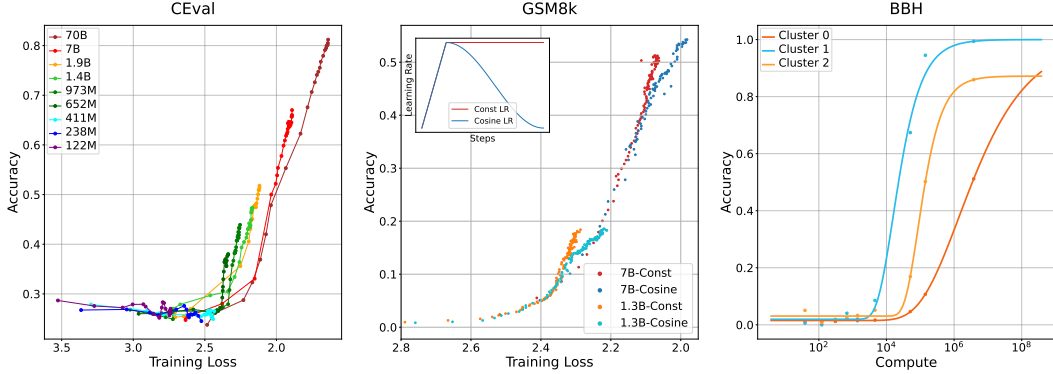 CEval
Accuracy
0.8
0.7
0.6
0.5
0.4
0.3
70B
7B
1.9B
1.4B
973M
652M
411M
238M
122M
3.5
3.0
2.5
2.0
Training Loss
GSM8k
Accuracy
0.5
0.4
0.3
0.2
0.1
0.0
Learning Rate
Const LR
Cosine LR
Steps
7B-Const
7B-Cosine
1.3B-Const
1.3B-Cosine
2.8
2.6
2.4
2.2
2.0
Training Loss
BBH
Accuracy
1.0
0.8
0.6
0.4
0.2
0.0
Cluster 0
Cluster 1
Cluster 2
10²
10⁴
10⁶
10⁸
Compute